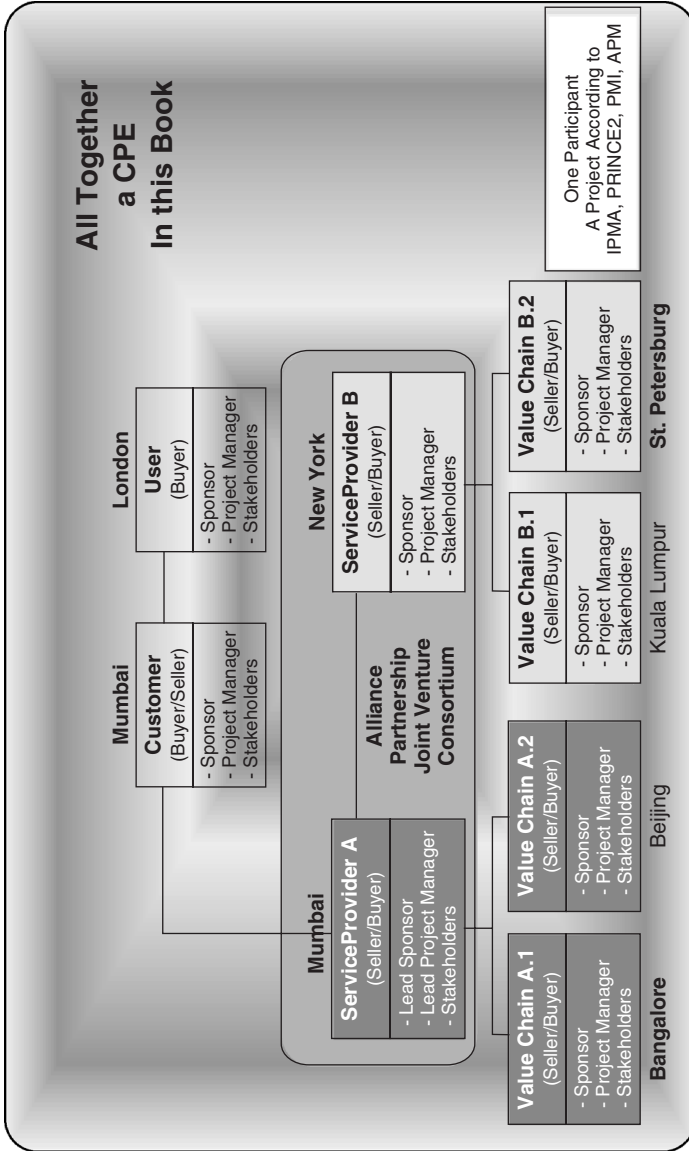 All Together
a CPE
In this Book
Mumbai
Customer
(Buyer/Seller)
- Sponsor
- Project Manager
- Stakeholders
London
User
(Buyer)
- Sponsor
- Project Manager
- Stakeholders
Mumbai
ServiceProvider A
(Seller/Buyer)
- Lead Sponsor
- Lead Project Manager
- Stakeholders
Alliance
Partnership
Joint Venture
Consortium
New York
ServiceProvider B
(Seller/Buyer)
- Sponsor
- Project Manager
- Stakeholders
Value Chain A.1
(Seller/Buyer)
- Sponsor
- Project Manager
- Stakeholders
Bangalore
Value Chain A.2
(Seller/Buyer)
- Sponsor
- Project Manager
- Stakeholders
Beijing
Value Chain B.1
(Seller/Buyer)
- Sponsor
- Project Manager
- Stakeholders
Kuala Lumpur
Value Chain B.2
(Seller/Buyer)
- Sponsor
- Project Manager
- Stakeholders
St. Petersburg
One Participant
A Project According to
IPMA, PRINCE2, PMI, APM